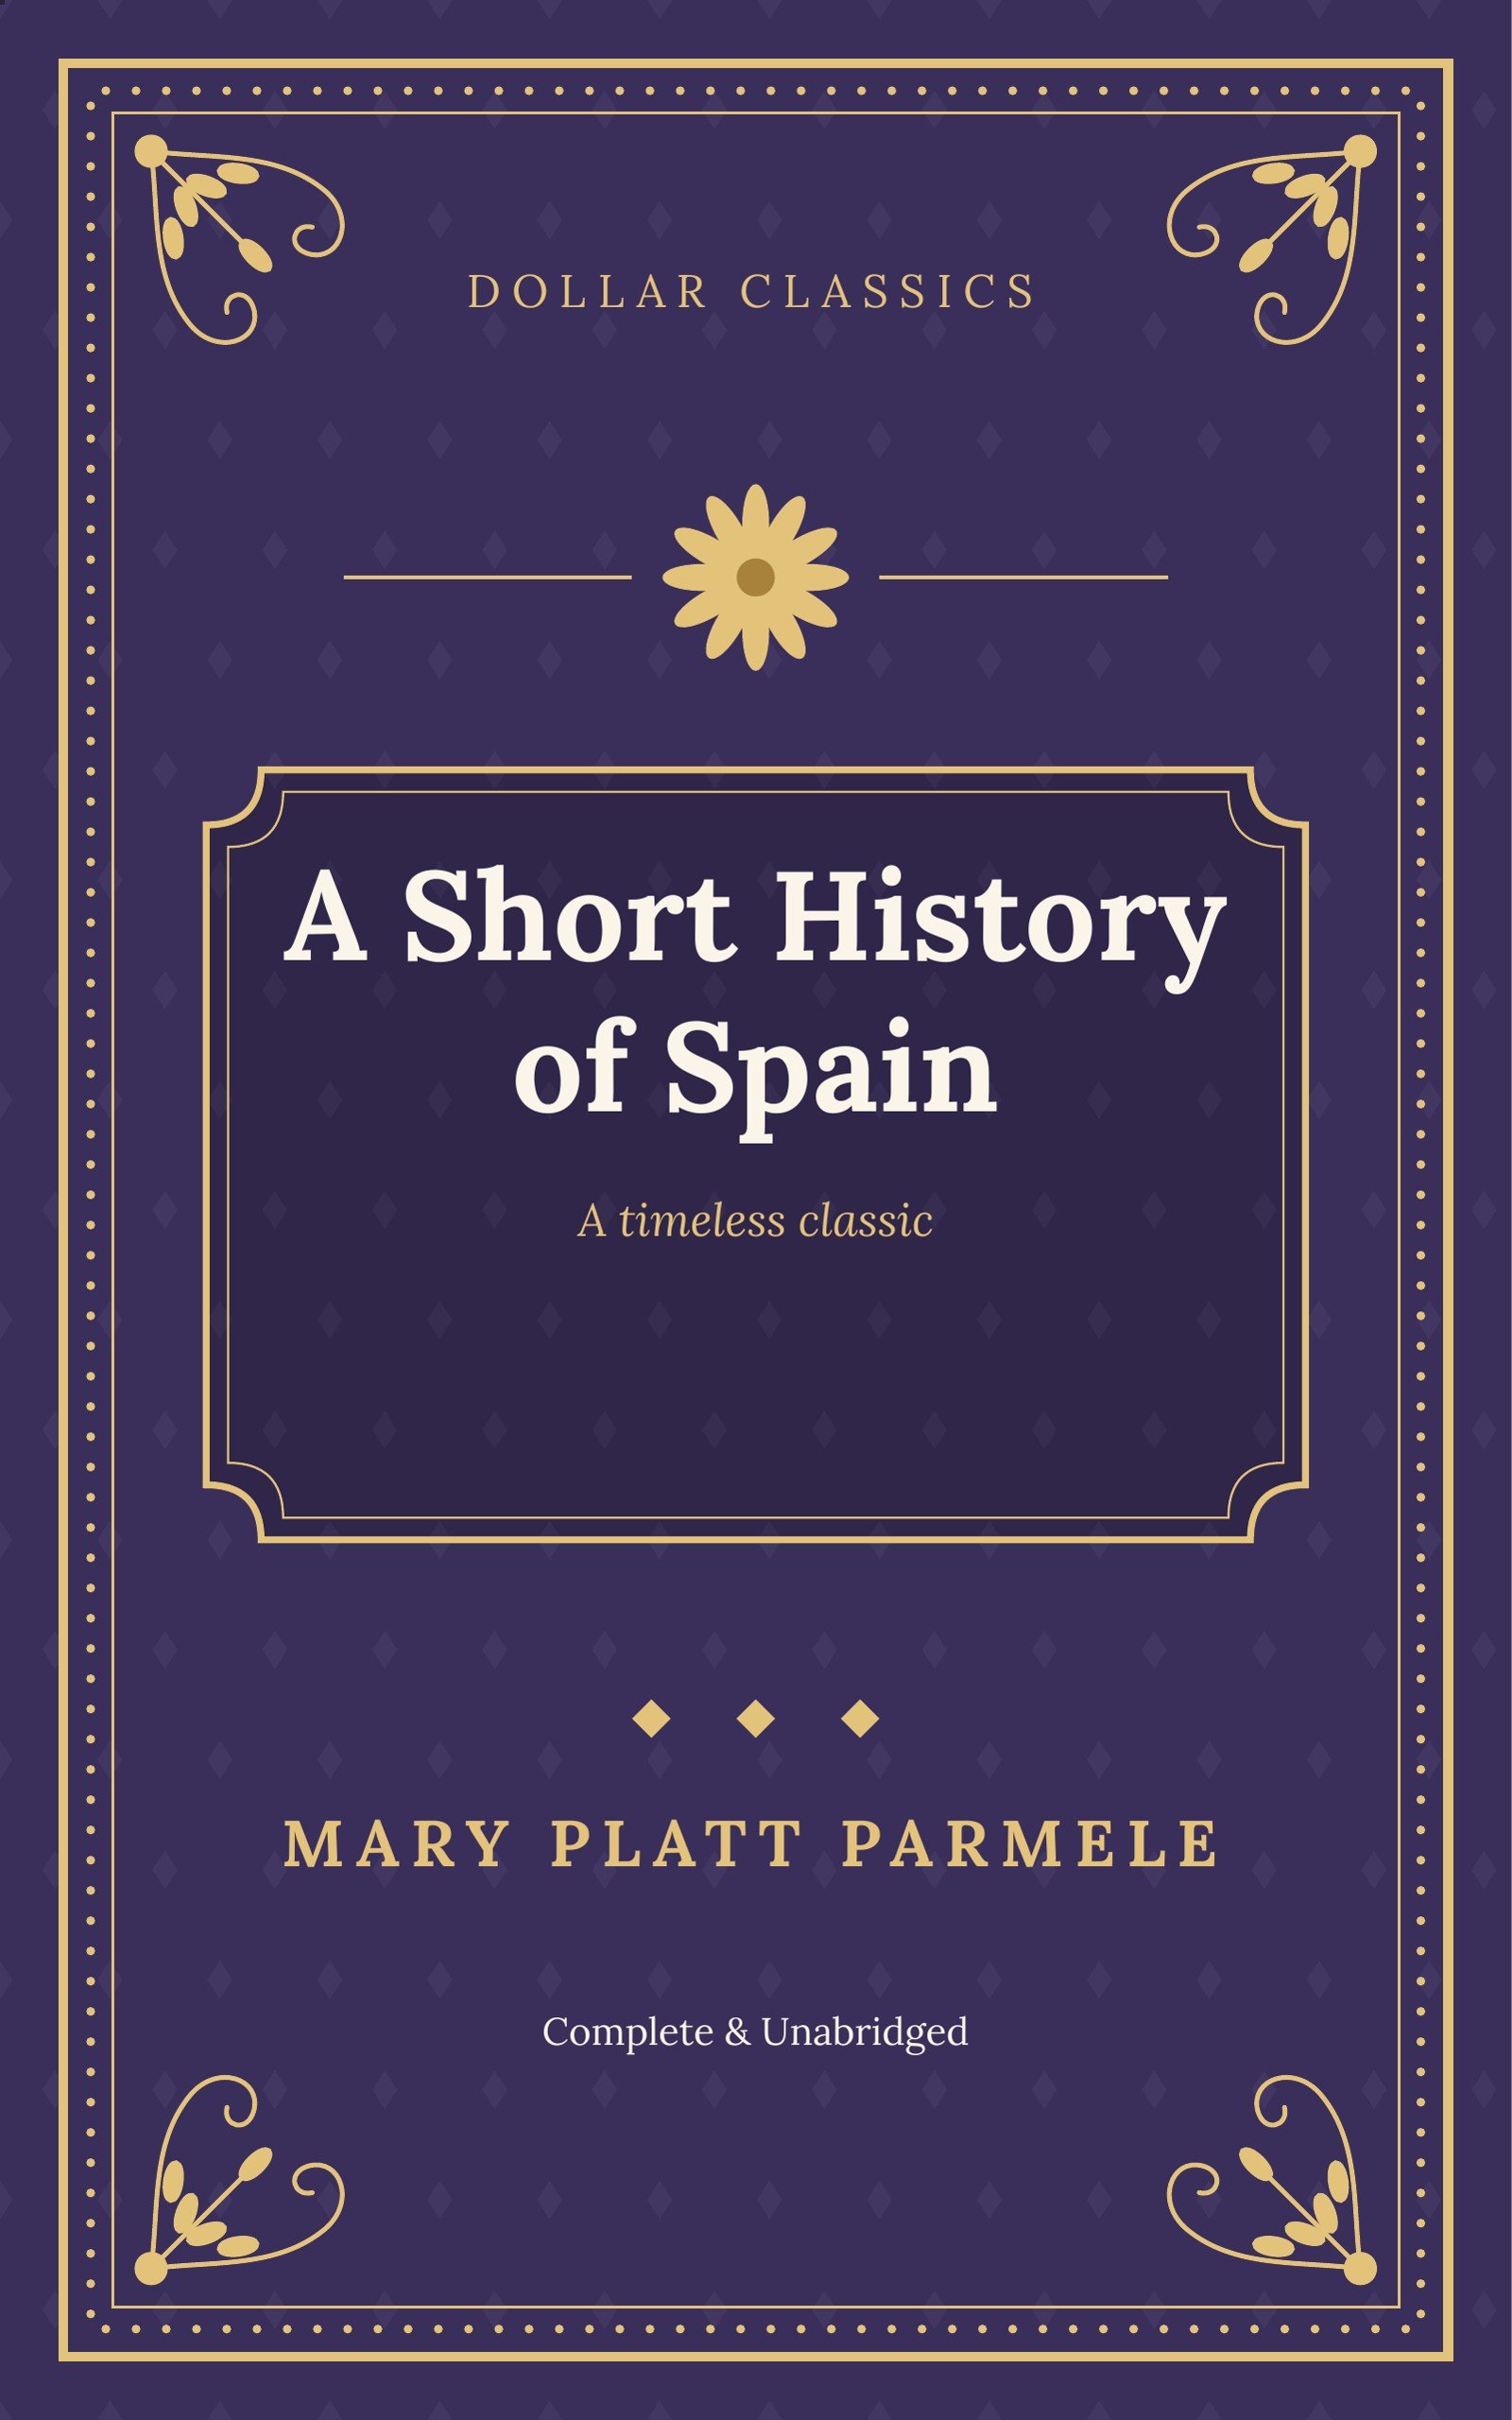 DOLLAR CLASSICS
A Short History
of Spain
A timeless classic
MARY PLATT PARMELE
Complete & Unabridged